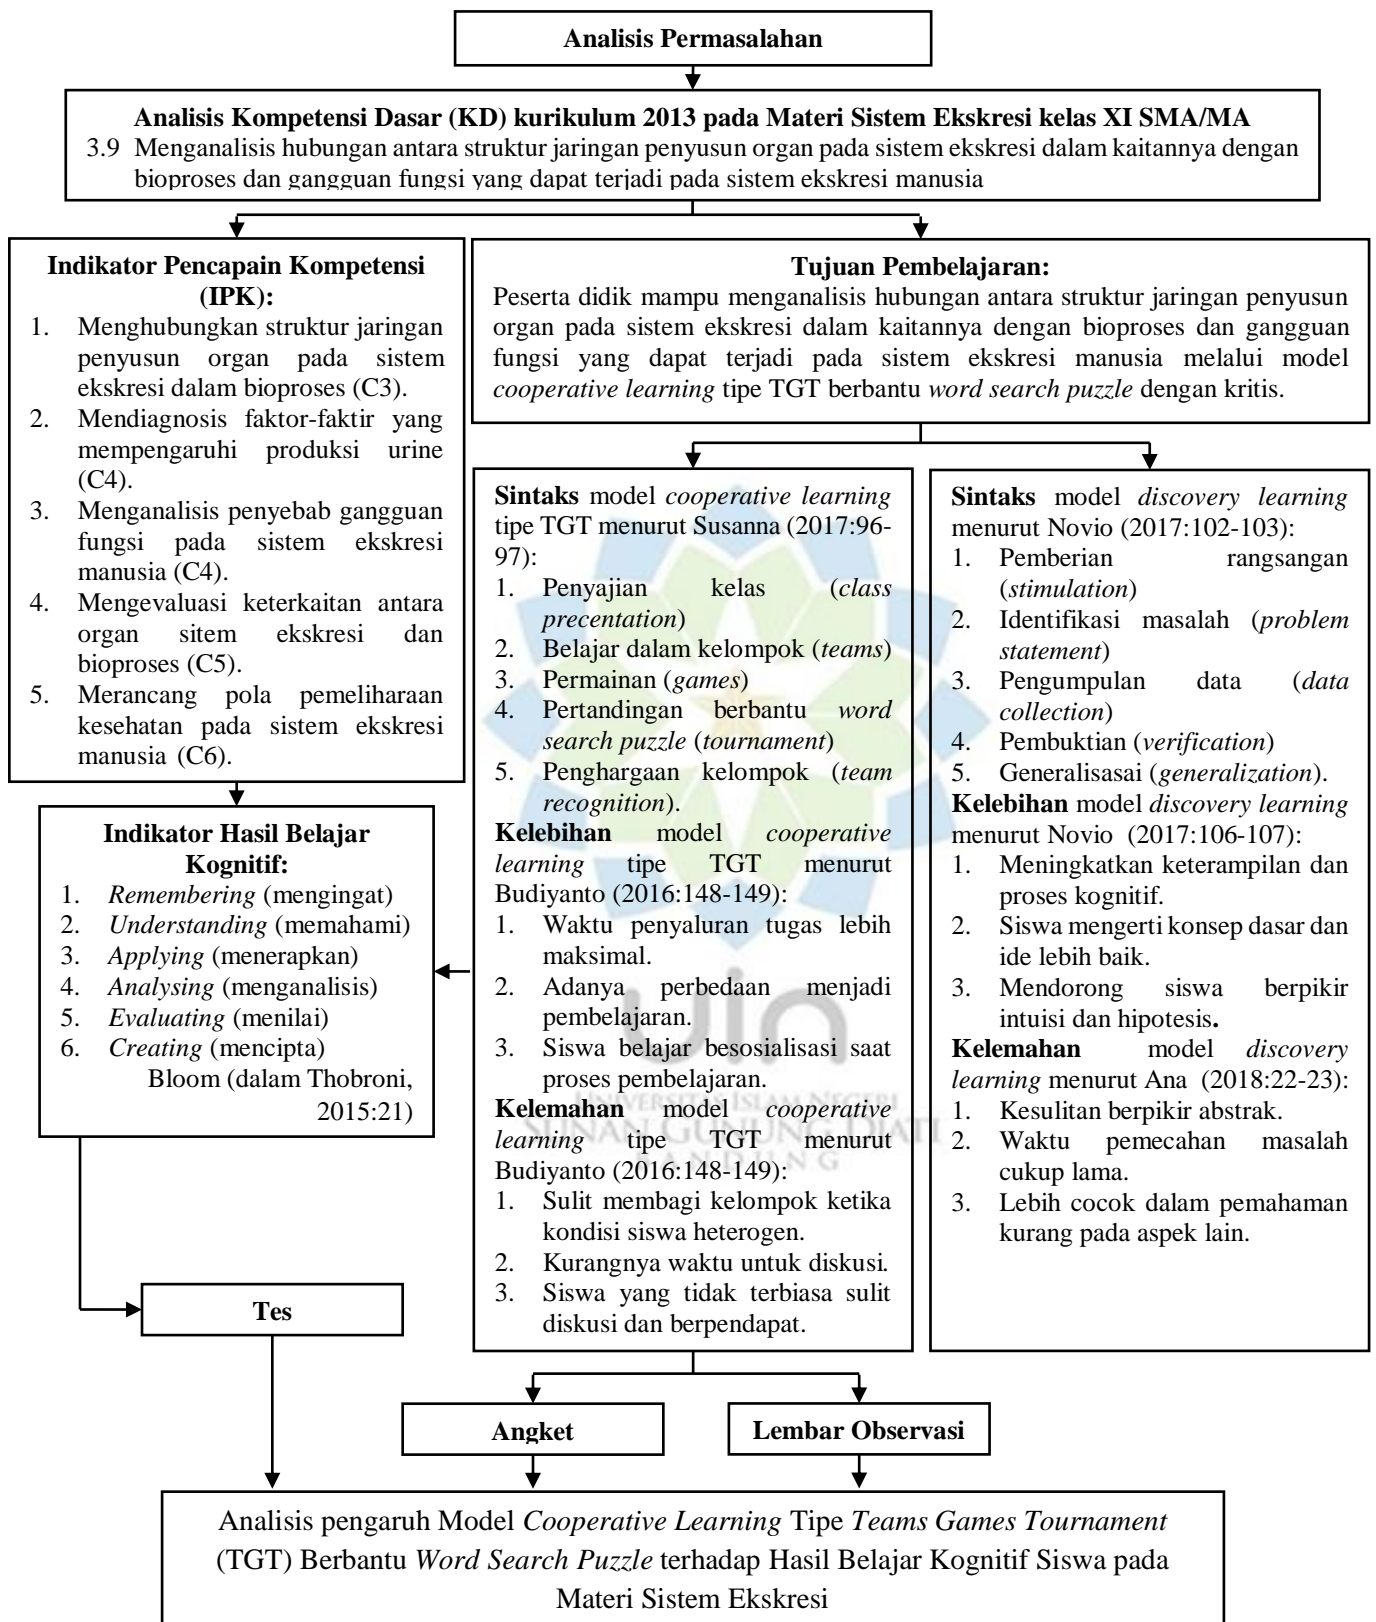 Analisis Permasalahan
Analisis Kompetensi Dasar (KD) kurikulum 2013 pada Materi Sistem Ekskresi kelas XI SMA/MA
3.9 Menganalisis hubungan antara struktur jaringan penyusun organ pada sistem ekskresi dalam kaitannya dengan
bioproses dan gangguan fungsi yang dapat terjadi pada sistem ekskresi manusia
Indikator Pencapain Kompetensi
(IPK):
1. Menghubungkan struktur jaringan
penyusun organ pada sistem
ekskresi dalam bioproses (C3).
2. Mendiagnosis faktor-faktir yang
mempengaruhi produksi urine
(C4).
3. Menganalisis penyebab gangguan
fungsi pada sistem ekskresi
manusia (C4).
4. Mengevaluasi keterkaitan antara
organ sitem ekskresi dan
bioproses (C5).
5. Merancang pola pemeliharaan
kesehatan pada sistem ekskresi
manusia (C6).
Tujuan Pembelajaran:
Peserta didik mampu menganalisis hubungan antara struktur jaringan penyusun
organ pada sistem ekskresi dalam kaitannya dengan bioproses dan gangguan
fungsi yang dapat terjadi pada sistem ekskresi manusia melalui model
cooperative learning tipe TGT berbantu word search puzzle dengan kritis.
Indikator Hasil Belajar
Kognitif:
1. Remembering (mengingat)
2. Understanding (memahami)
3. Applying (menerapkan)
4. Analysing (menganalisis)
5. Evaluating (menilai)
6. Creating (mencipta)
Bloom (dalam Thobroni,
2015:21)
Sintaks model cooperative learning
tipe TGT menurut Susanna (2017:96-
97):
1. Penyajian kelas (class
precentation)
2. Belajar dalam kelompok (teams)
3. Permainan (games)
4. Pertandingan berbantu word
search puzzle (tournament)
5. Penghargaan kelompok (team
recognition).
Kelebihan model cooperative
learning tipe TGT menurut
Budiyanto (2016:148-149):
1. Waktu penyaluran tugas lebih
maksimal.
2. Adanya perbedaan menjadi
pembelajaran.
3. Siswa belajar besosialisasi saat
proses pembelajaran.
Kelemahan model cooperative
learning tipe TGT menurut
Budiyanto (2016:148-149):
1. Sulit membagi kelompok ketika
kondisi siswa heterogen.
2. Kurangnya waktu untuk diskusi.
3. Siswa yang tidak terbiasa sulit
diskusi dan berpendapat.
Sintaks model discovery learning
menurut Novio (2017:102-103):
1. Pemberian rangsangan
(stimulation)
2. Identifikasi masalah (problem
statement)
3. Pengumpulan data (data
collection)
4. Pembuktian (verification)
5. Generalisasai (generalization).
Kelebihan model discovery learning
menurut Novio (2017:106-107):
1. Meningkatkan keterampilan dan
proses kognitif.
2. Siswa mengerti konsep dasar dan
ide lebih baik.
3. Mendorong siswa berpikir
intuisi dan hipotesis.
Kelemahan model discovery
learning menurut Ana (2018:22-23):
1. Kesulitan berpikir abstrak.
2. Waktu pemecahan masalah
cukup lama.
3. Lebih cocok dalam pemahaman
kurang pada aspek lain.
uin
UNIVERSITAS ISLAM NEGERI
SUNAN GUNUNG DJATI
BANDUNG
Tes
Angket
Lembar Observasi
Analisis pengaruh Model Cooperative Learning Tipe Teams Games Tournament
(TGT) Berbantu Word Search Puzzle terhadap Hasil Belajar Kognitif Siswa pada
Materi Sistem Ekskresi